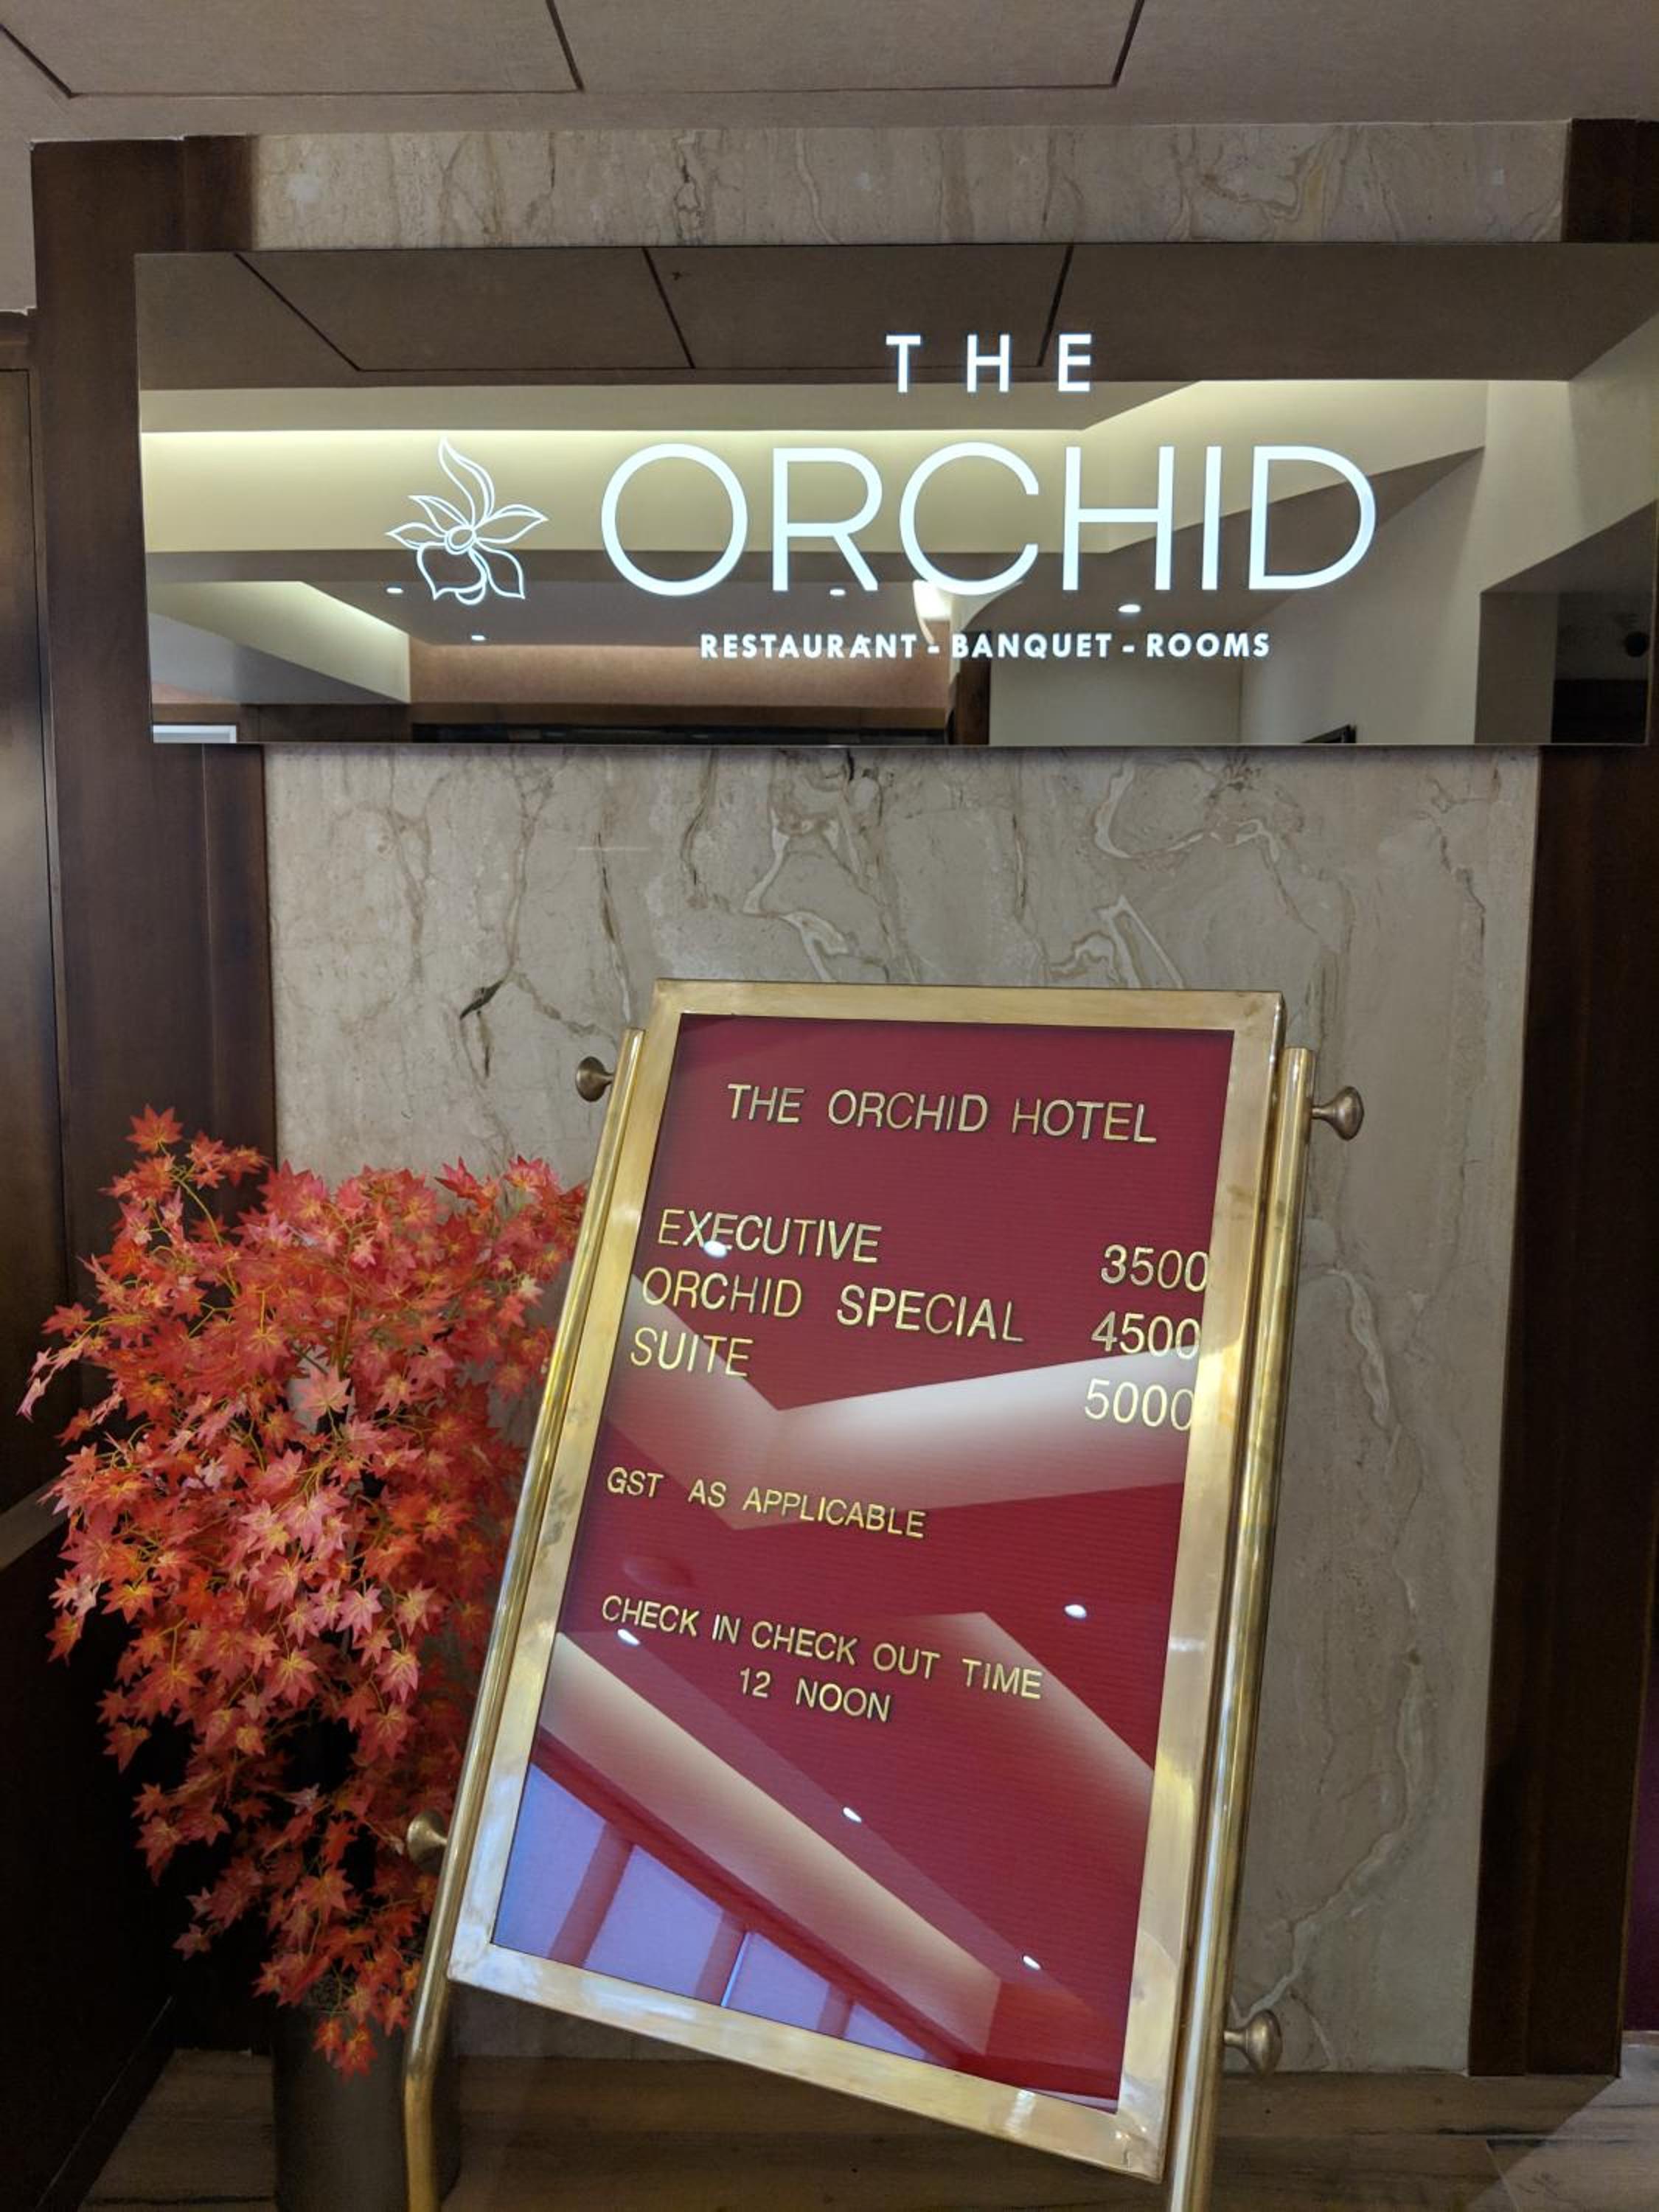 THE
ORCHID
RESTAURANT - BANQUET - ROOMS
THE ORCHID HOTEL
EXECUTIVE 3500
ORCHID SPECIAL 4500
SUITE 5000
GST AS APPLICABLE
CHECK IN CHECK OUT TIME
12 NOON